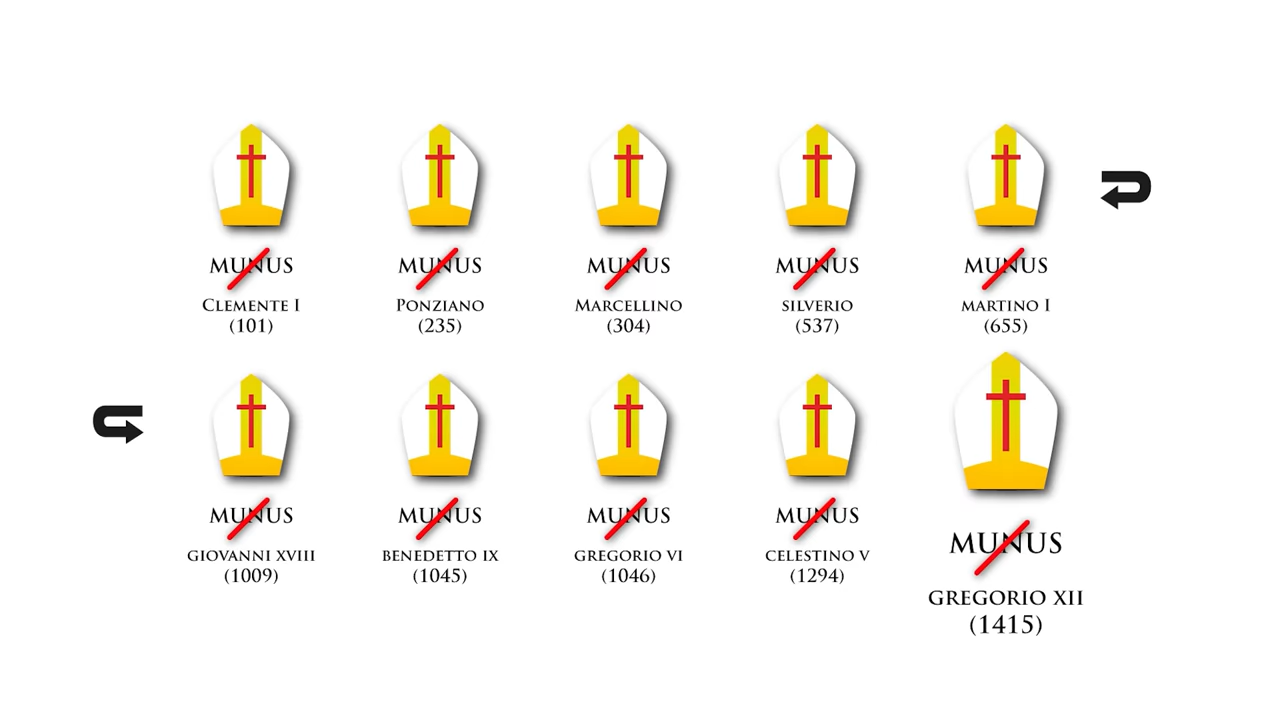 MUNUS MUNUS MUNUS MUNUS MUNUS
Clemente I Ponziano Marcellino silverio martino I
(101) (235) (304) (537) (655)
MUNUS MUNUS MUNUS MUNUS MUNUS
giovanni XVIII benedetto IX gregorio VI celestino V gregorio XII
(1009) (1045) (1046) (1294) (1415)